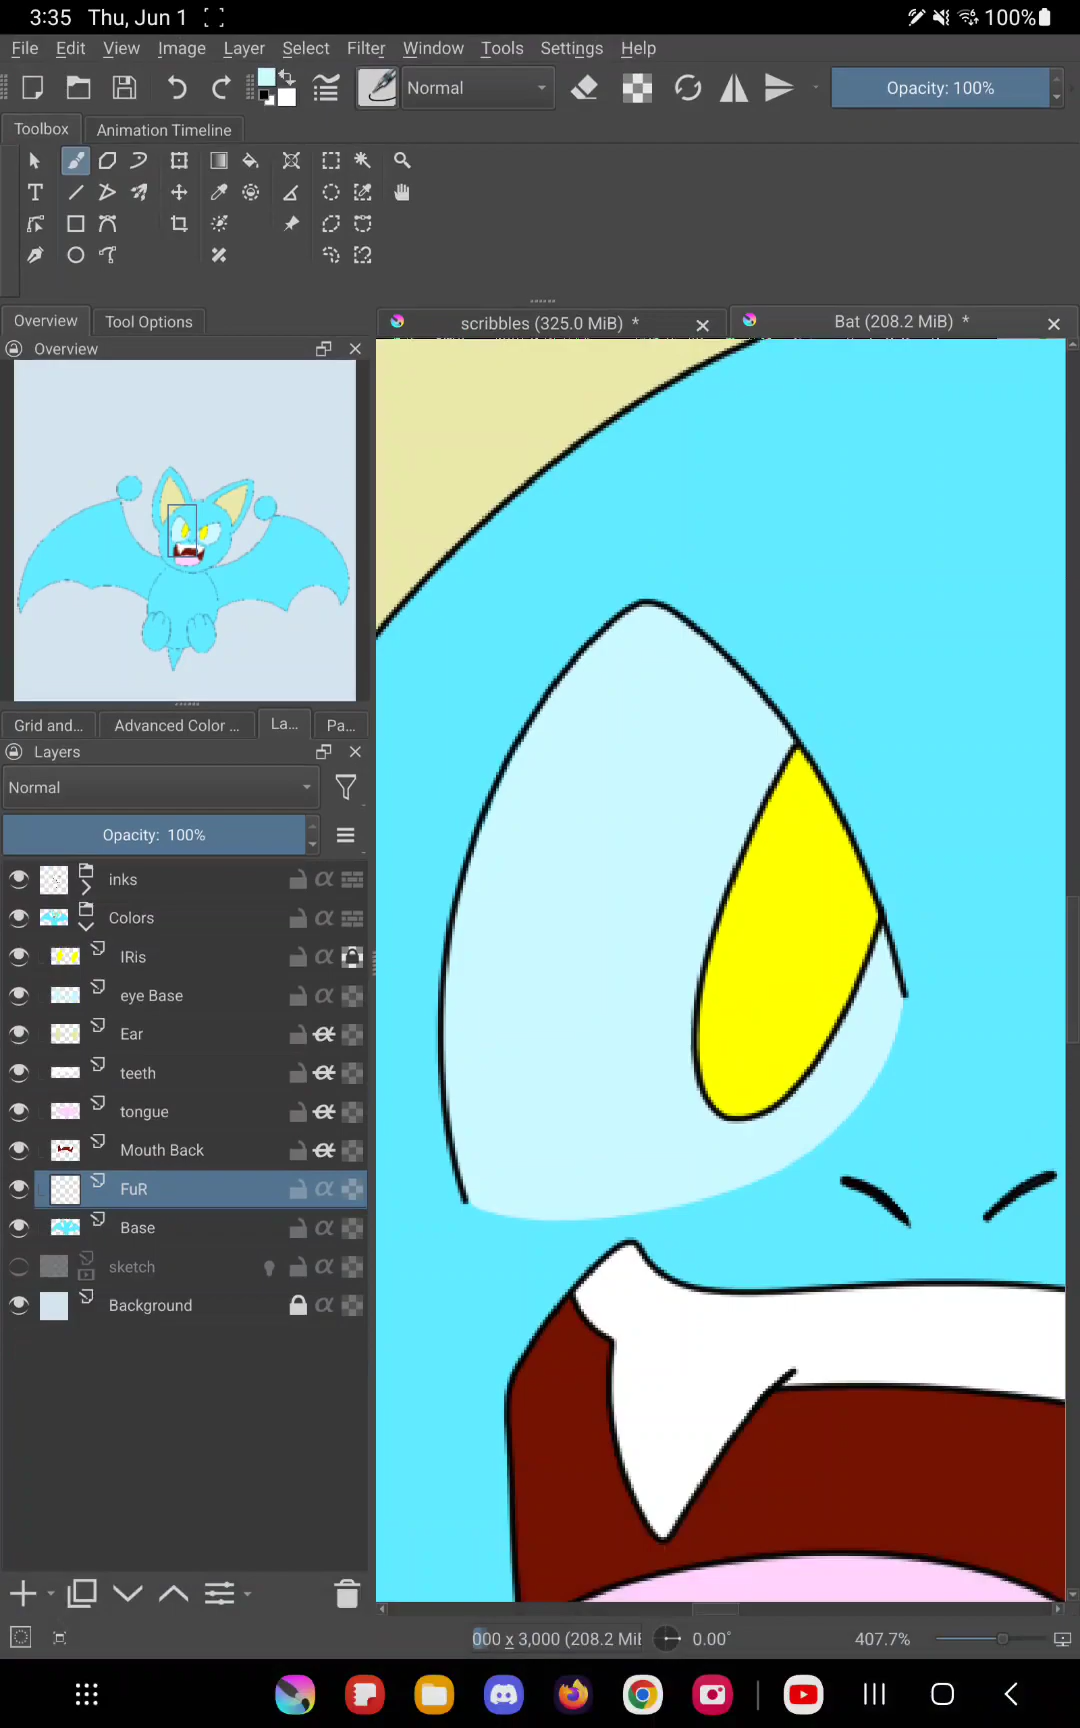 3:35 Thu, Jun 1 100%
File Edit View Image Layer Select Filter Window Tools Settings Help
Normal Opacity: 100%
Toolbox Animation Timeline
Overview Tool Options scribbles (325.0 MiB) * Bat (208.2 MiB) *
Overview
Grid and... Advanced Color ... La... Pa...
Layers
Normal
Opacity: 100%
inks
Colors
IRis
eye Base
Ear
teeth
tongue
Mouth Back
FuR
Base
sketch
Background
000 x 3,000 (208.2 MiE 0.00° 407.7%